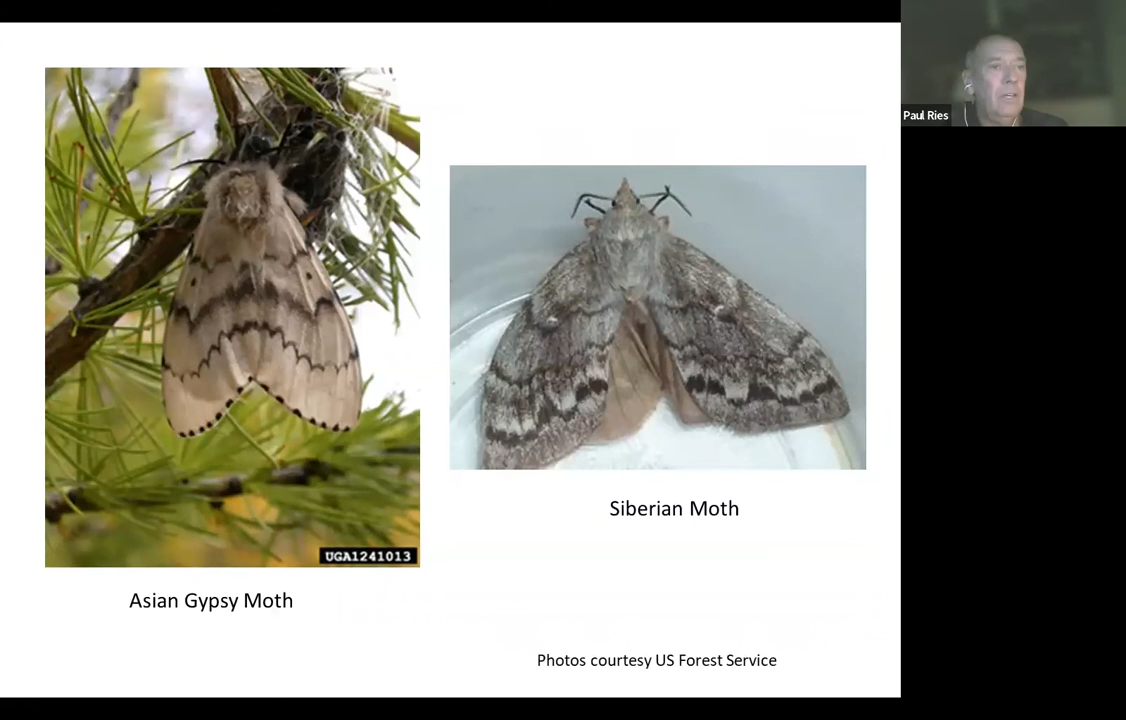 Paul Ries
UGA1241013
Siberian Moth
Asian Gypsy Moth
Photos courtesy US Forest Service